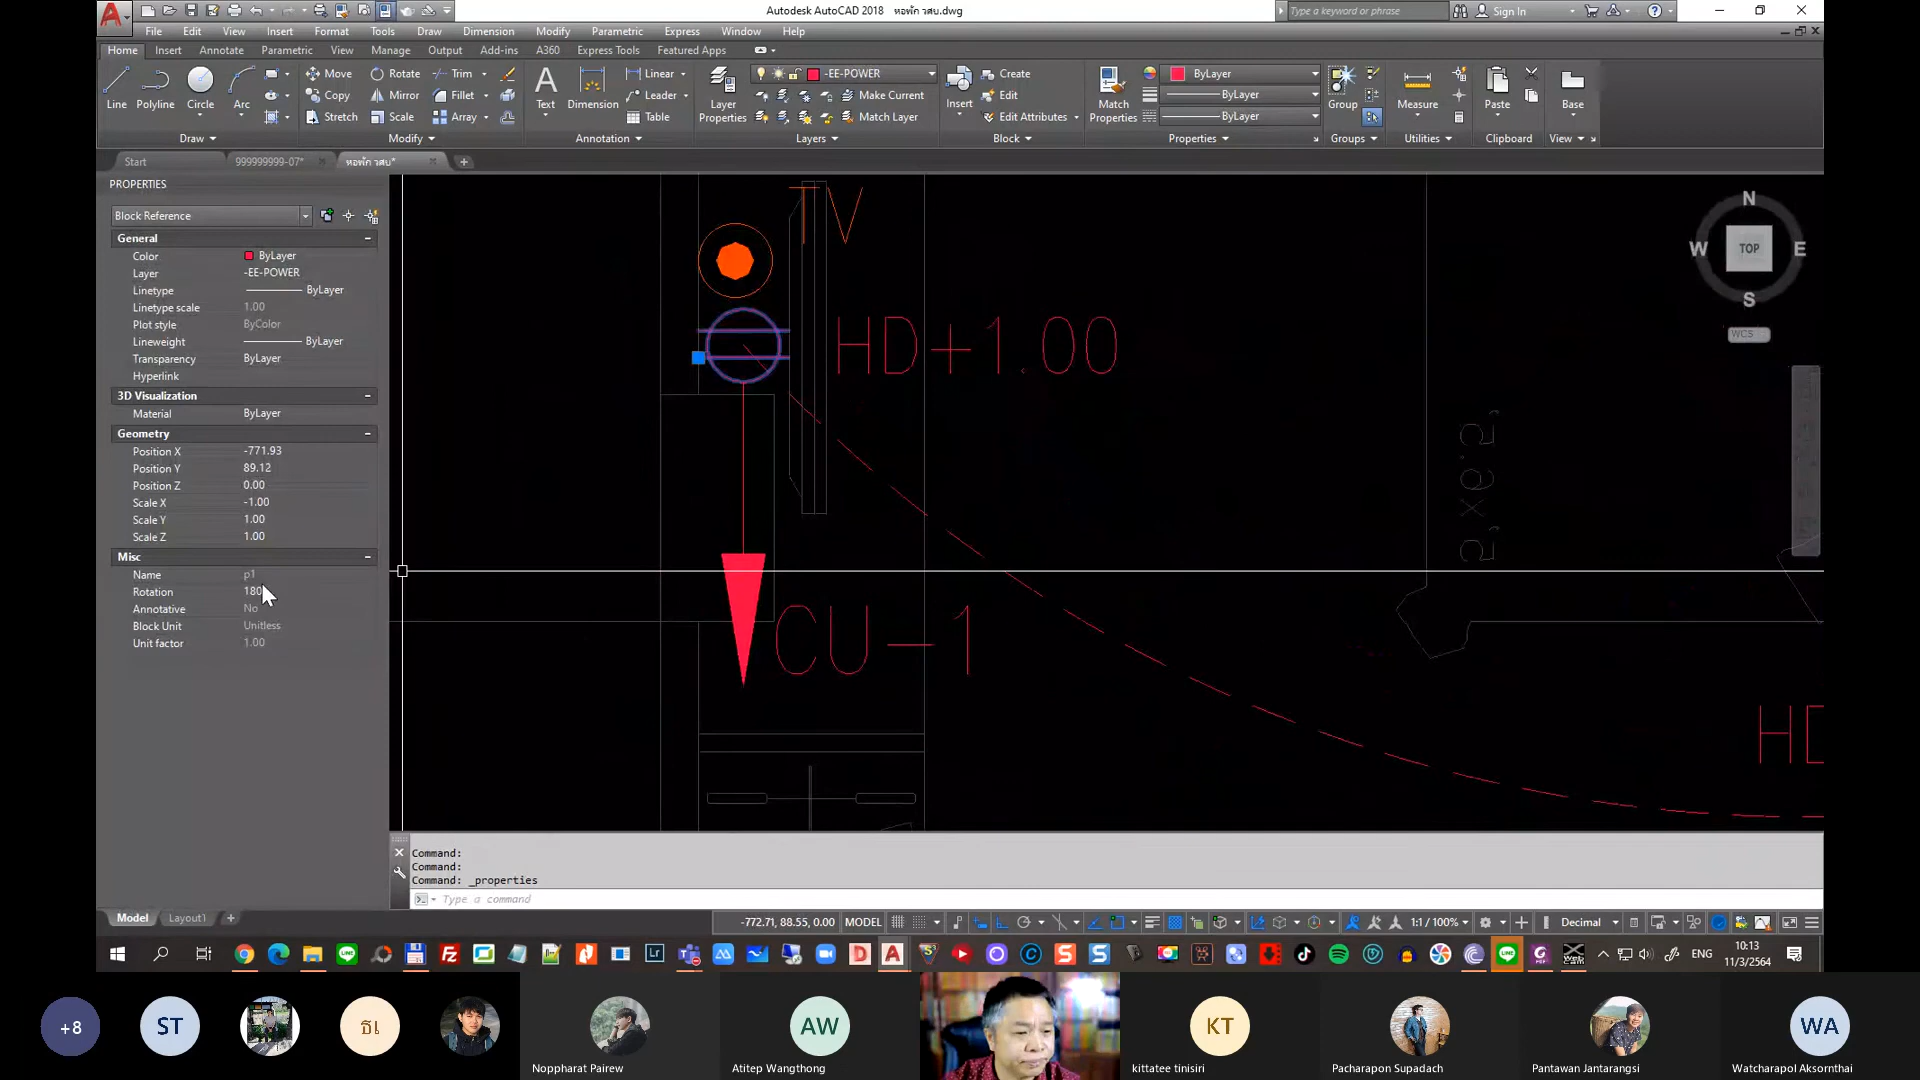 Autodesk AutoCAD 2018 หอพัก วสบ.dwg
Type a keyword or phrase
Sign In
File Edit View Insert Format Tools Draw Dimension Modify Parametric Express Window Help
Home Insert Annotate Parametric View Manage Output Add-ins A360 Express Tools Featured Apps
Line Polyline Circle Arc
Move Rotate Trim
Copy Mirror Fillet
Stretch Scale Array
Text Dimension
Linear
Leader
Table
Layer Properties
-EE-POWER
Make Current
Match Layer
Insert
Create
Edit
Edit Attributes
Match Properties
ByLayer
ByLayer
ByLayer
Group
Measure
Paste
Base
Draw Modify Annotation Layers Block Properties Groups Utilities Clipboard View
Start 999999999-07* หอพัก วสบ*
PROPERTIES
Block Reference
General
Color ByLayer
Layer -EE-POWER
Linetype ByLayer
Linetype scale 1.00
Plot style ByColor
Lineweight ByLayer
Transparency ByLayer
Hyperlink
3D Visualization
Material ByLayer
Geometry
Position X -771.93
Position Y 89.12
Position Z 0.00
Scale X -1.00
Scale Y 1.00
Scale Z 1.00
Misc
Name p1
Rotation 180
Annotative No
Block Unit Unitless
Unit factor 1.00
TV
HD+1.00
CU-1
HD
N
W TOP E
S
WCS
Command:
Command:
Command: _properties
Type a command
Model Layout1
-772.71, 88.55, 0.00 MODEL
1:1 / 100%
Decimal
ENG
10:13
11/3/2564
+8
ST
ธเ
AW
KT
WA
Noppharat Pairew
Atitep Wangthong
kittatee tinisiri
Pacharapon Supadach
Pantawan Jantarangsi
Watcharapol Aksornthai